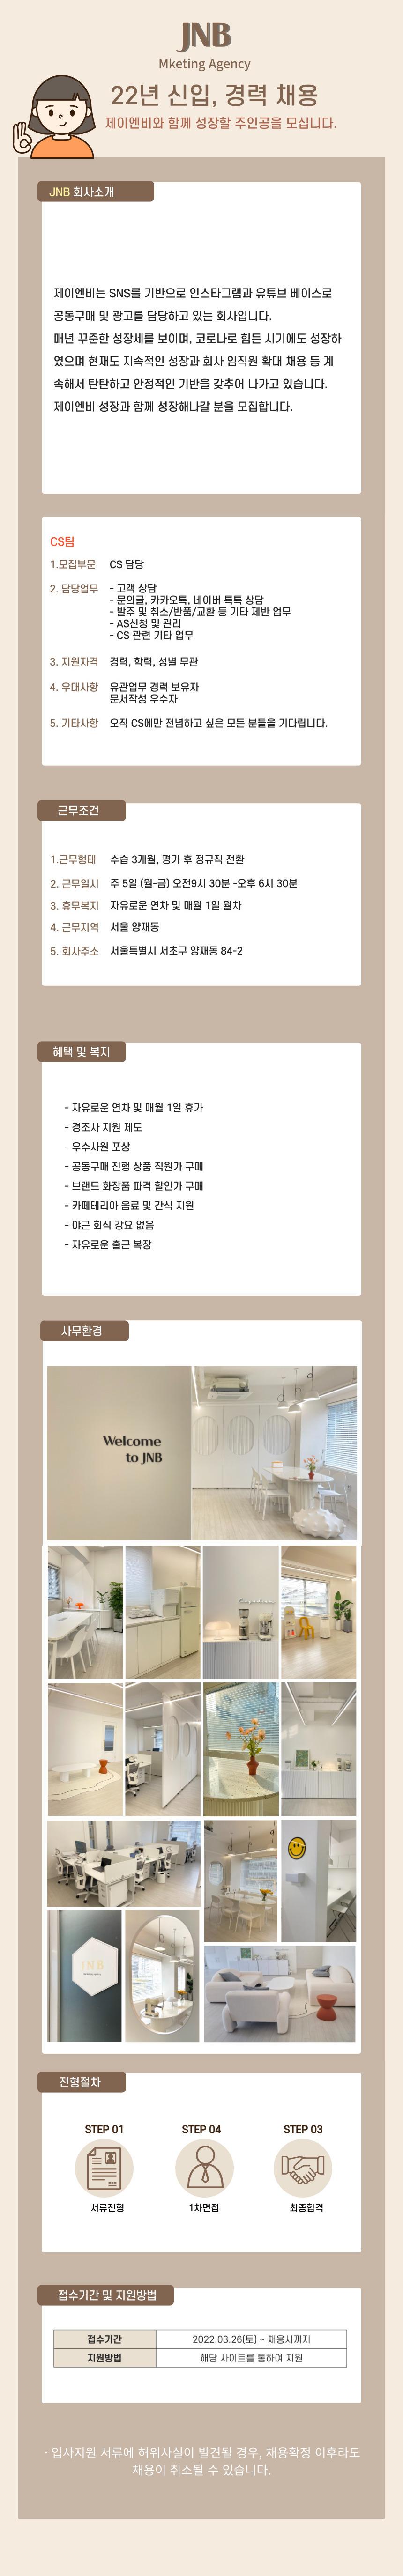 JNB
Mketing Agency
22년 신입, 경력 채용
제이엔비와 함께 성장할 주인공을 모십니다.
JNB 회사소개
제이엔비는 SNS를 기반으로 인스타그램과 유튜브 베이스로
공동구매 및 광고를 담당하고 있는 회사입니다.
매년 꾸준한 성장세를 보이며, 코로나로 힘든 시기에도 성장하
였으며 현재도 지속적인 성장과 회사 임직원 확대 채용 등 계
속해서 탄탄하고 안정적인 기반을 갖추어 나가고 있습니다.
제이엔비 성장과 함께 성장해나갈 분을 모집합니다.
CS팀
1.모집부문 CS 담당
2. 담당업무 - 고객 상담
- 문의글, 카카오톡, 네이버 톡톡 상담
- 발주 및 취소/반품/교환 등 기타 제반 업무
- AS신청 및 관리
- CS 관련 기타 업무
3. 지원자격 경력, 학력, 성별 무관
4. 우대사항 유관업무 경력 보유자
문서작성 우수자
5. 기타사항 오직 CS에만 전념하고 싶은 모든 분들을 기다립니다.
근무조건
1.근무형태 수습 3개월, 평가 후 정규직 전환
2. 근무일시 주 5일 (월-금) 오전9시 30분 -오후 6시 30분
3. 휴무복지 자유로운 연차 및 매월 1일 월차
4. 근무지역 서울 양재동
5. 회사주소 서울특별시 서초구 양재동 84-2
혜택 및 복지
- 자유로운 연차 및 매월 1일 휴가
- 경조사 지원 제도
- 우수사원 포상
- 공동구매 진행 상품 직원가 구매
- 브랜드 화장품 파격 할인가 구매
- 카페테리아 음료 및 간식 지원
- 야근 회식 강요 없음
- 자유로운 출근 복장
사무환경
Welcome
to JNB
JNB
전형절차
STEP 01 STEP 04 STEP 03
서류전형 1차면접 최종합격
접수기간 및 지원방법
접수기간 2022.03.26(토) ~ 채용시까지
지원방법 해당 사이트를 통하여 지원
· 입사지원 서류에 허위사실이 발견될 경우, 채용확정 이후라도
채용이 취소될 수 있습니다.